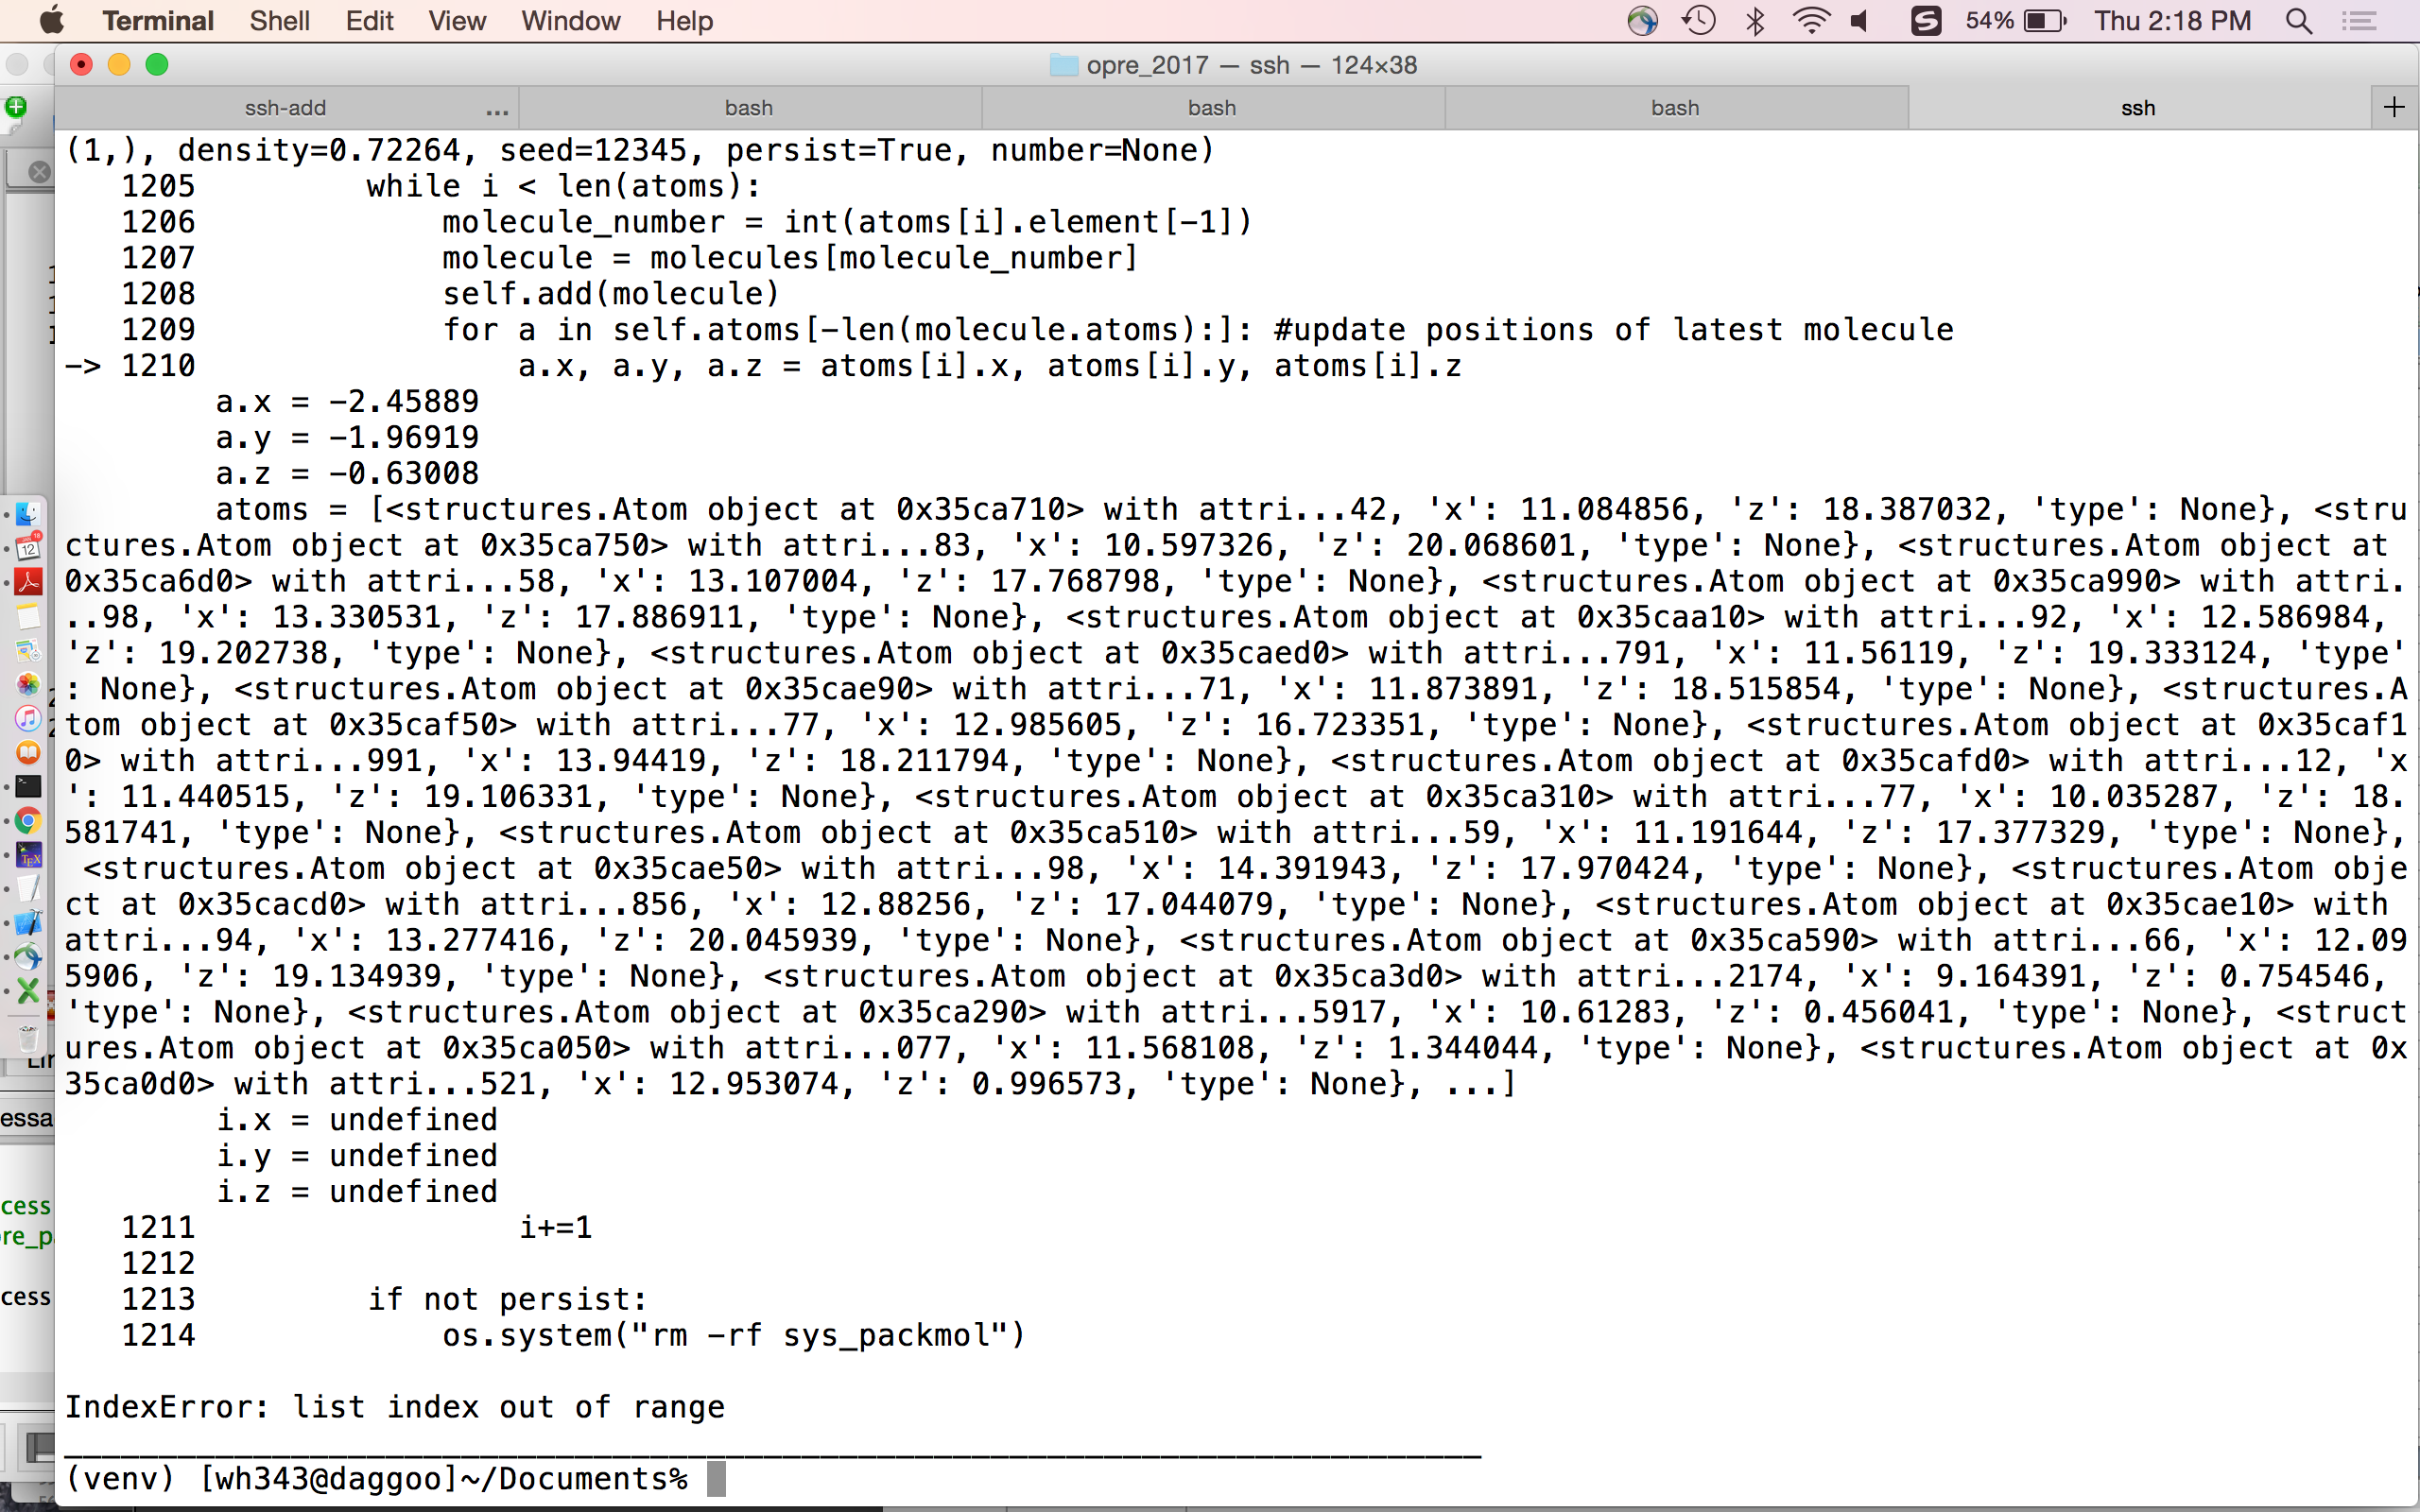 Terminal Shell Edit View Window Help 54% Thu 2:18 PM
opre_2017 — ssh — 124×38
ssh-add ... bash bash bash ssh +
(1,), density=0.72264, seed=12345, persist=True, number=None)
1205 while i < len(atoms):
1206 molecule_number = int(atoms[i].element[-1])
1207 molecule = molecules[molecule_number]
1208 self.add(molecule)
1209 for a in self.atoms[-len(molecule.atoms):]: #update positions of latest molecule
-> 1210 a.x, a.y, a.z = atoms[i].x, atoms[i].y, atoms[i].z
a.x = -2.45889
a.y = -1.96919
a.z = -0.63008
atoms = [<structures.Atom object at 0x35ca710> with attri...42, 'x': 11.084856, 'z': 18.387032, 'type': None}, <stru
ctures.Atom object at 0x35ca750> with attri...83, 'x': 10.597326, 'z': 20.068601, 'type': None}, <structures.Atom object at
0x35ca6d0> with attri...58, 'x': 13.107004, 'z': 17.768798, 'type': None}, <structures.Atom object at 0x35ca990> with attri.
..98, 'x': 13.330531, 'z': 17.886911, 'type': None}, <structures.Atom object at 0x35caa10> with attri...92, 'x': 12.586984,
'z': 19.202738, 'type': None}, <structures.Atom object at 0x35caed0> with attri...791, 'x': 11.56119, 'z': 19.333124, 'type'
: None}, <structures.Atom object at 0x35cae90> with attri...71, 'x': 11.873891, 'z': 18.515854, 'type': None}, <structures.A
tom object at 0x35caf50> with attri...77, 'x': 12.985605, 'z': 16.723351, 'type': None}, <structures.Atom object at 0x35caf1
0> with attri...991, 'x': 13.94419, 'z': 18.211794, 'type': None}, <structures.Atom object at 0x35cafd0> with attri...12, 'x
': 11.440515, 'z': 19.106331, 'type': None}, <structures.Atom object at 0x35ca310> with attri...77, 'x': 10.035287, 'z': 18.
581741, 'type': None}, <structures.Atom object at 0x35ca510> with attri...59, 'x': 11.191644, 'z': 17.377329, 'type': None},
<structures.Atom object at 0x35cae50> with attri...98, 'x': 14.391943, 'z': 17.970424, 'type': None}, <structures.Atom obje
ct at 0x35cacd0> with attri...856, 'x': 12.88256, 'z': 17.044079, 'type': None}, <structures.Atom object at 0x35cae10> with
attri...94, 'x': 13.277416, 'z': 20.045939, 'type': None}, <structures.Atom object at 0x35ca590> with attri...66, 'x': 12.09
5906, 'z': 19.134939, 'type': None}, <structures.Atom object at 0x35ca3d0> with attri...2174, 'x': 9.164391, 'z': 0.754546,
'type': None}, <structures.Atom object at 0x35ca290> with attri...5917, 'x': 10.61283, 'z': 0.456041, 'type': None}, <struct
ures.Atom object at 0x35ca050> with attri...077, 'x': 11.568108, 'z': 1.344044, 'type': None}, <structures.Atom object at 0x
35ca0d0> with attri...521, 'x': 12.953074, 'z': 0.996573, 'type': None}, ...]
i.x = undefined
essa
i.y = undefined
i.z = undefined
cess
1211 i+=1
re_p
1212
1213 if not persist:
cess
1214 os.system("rm -rf sys_packmol")
IndexError: list index out of range
(venv) [wh343@daggoo]~/Documents%